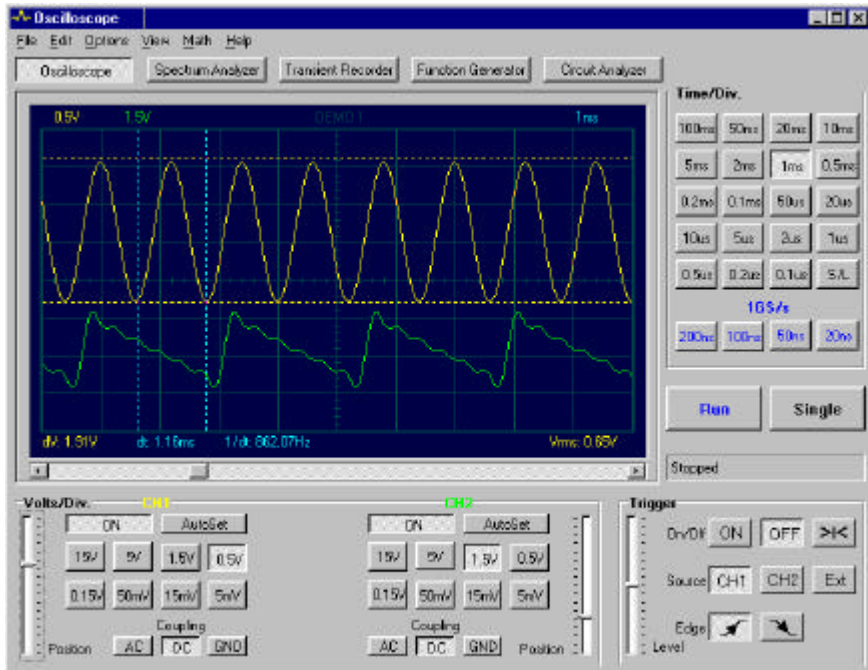 Oscilloscope
File Edit Options View Math Help
Oscilloscope Spectrum Analyzer Transient Recorder Function Generator Circuit Analyzer
0.5V 1.5V DEMO1 1ms
dV: 1.91V dt: 1.16ms 1/dt: 862.07Hz Vrms: 0.65V
Time/Div.
100ms 50ms 20ms 10ms
5ms 2ms 1ms 0.5ms
0.2ms 0.1ms 50us 20us
10us 5us 2us 1us
0.5us 0.2us 0.1us S/L
1GS/s
200ns 100ns 50ns 20ns
Run Single
Stopped
Volts/Div. CH1
ON AutoSet
15V 5V 1.5V 0.5V
0.15V 50mV 15mV 5mV
Coupling
Position AC DC GND
CH2
ON AutoSet
15V 5V 1.5V 0.5V
0.15V 50mV 15mV 5mV
Coupling
AC DC GND Position
Trigger
On/Off ON OFF
Source CH1 CH2 Ext
Edge
Level